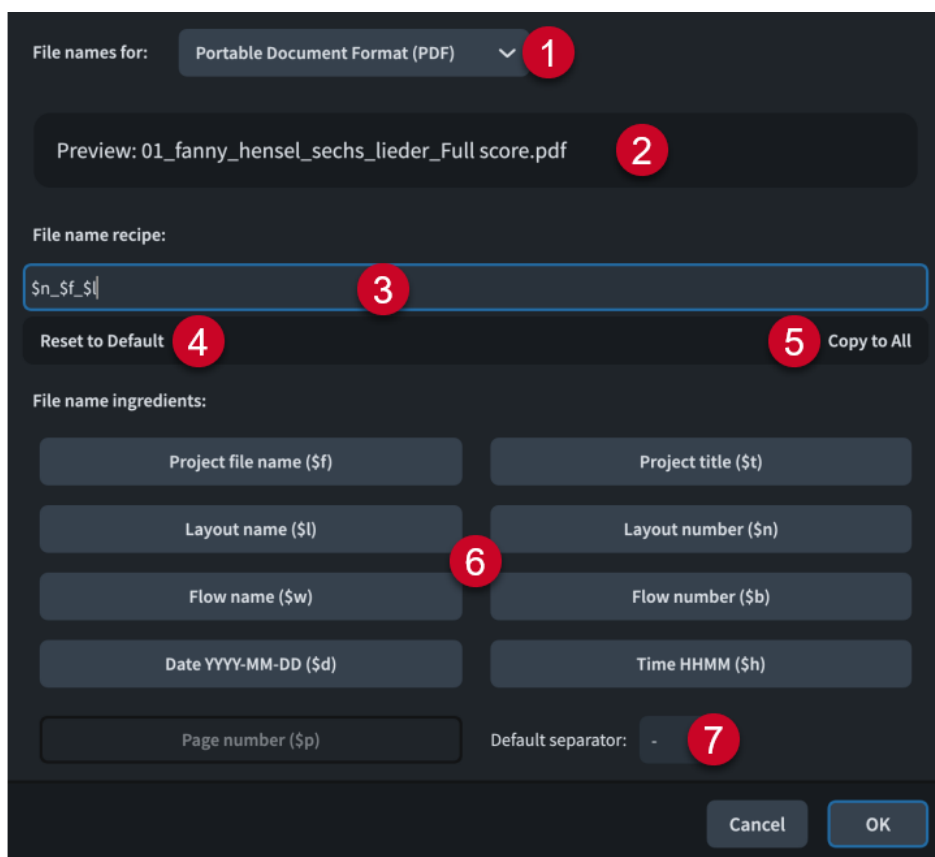 File names for: Portable Document Format (PDF) 1
Preview: 01_fanny_hensel_sechs_lieder_Full score.pdf 2
File name recipe:
$n_$f_$l 3
Reset to Default 4 5 Copy to All
File name ingredients:
Project file name ($f) Project title ($t)
Layout name ($l) Layout number ($n)
6
Flow name ($w) Flow number ($b)
Date YYYY-MM-DD ($d) Time HHMM ($h)
Page number ($p) Default separator: - 7
Cancel OK